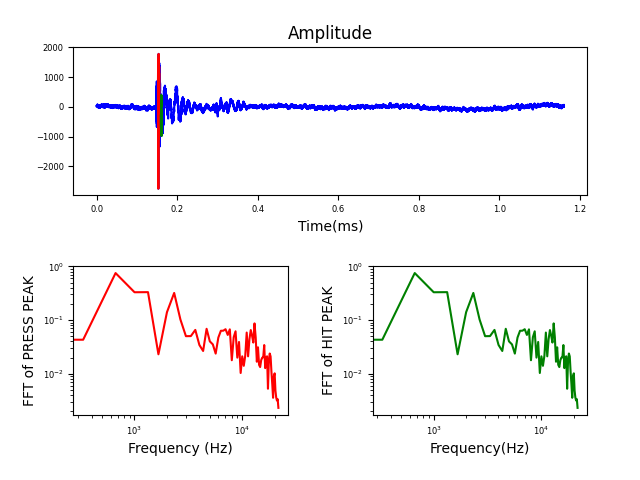 Amplitude
2000
1000
0
−1000
−2000
0.0 0.2 0.4 0.6 0.8 1.0 1.2
Time(ms)
FFT of PRESS PEAK
10⁰
10⁻¹
10⁻²
10³ 10⁴
Frequency (Hz)
FFT of HIT PEAK
10⁰
10⁻¹
10⁻²
10³ 10⁴
Frequency(Hz)